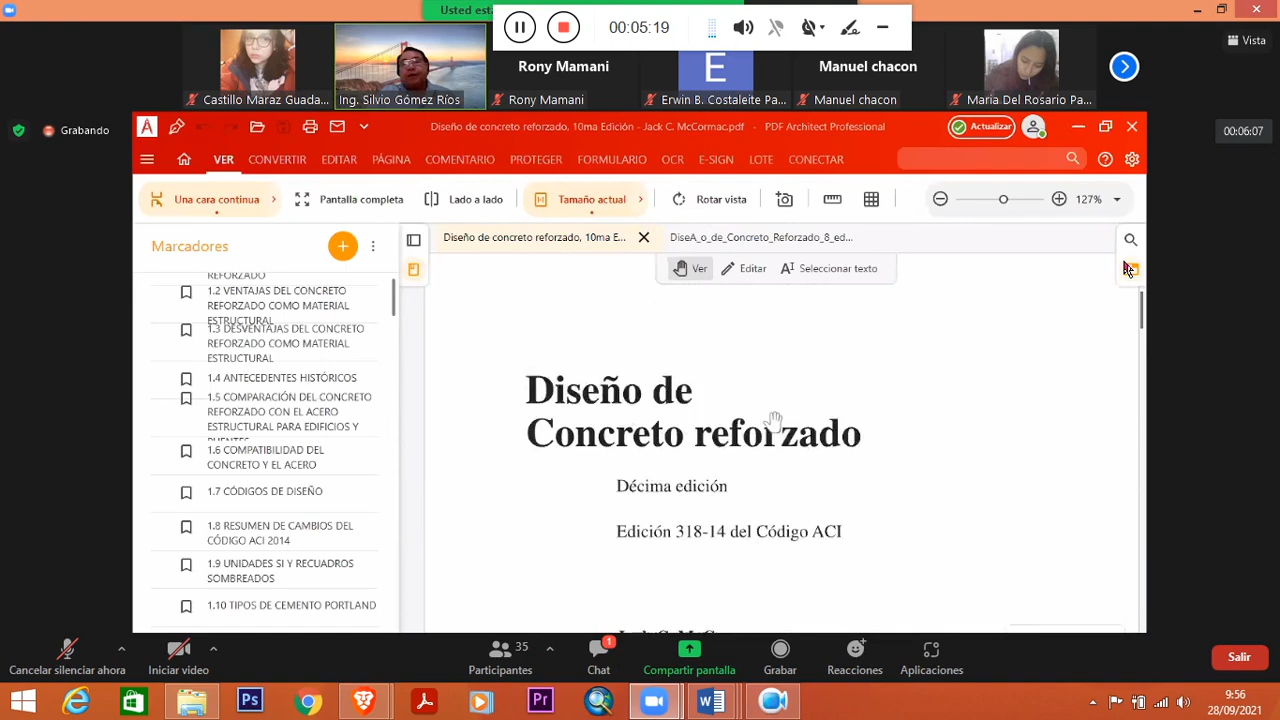 Usted esta
00:05:19
Vista
Rony Mamani
E
Manuel chacon
Castillo Maraz Guada...
Ing. Silvio Gómez Ríos
Rony Mamani
Erwin B. Costaleite Pa...
Manuel chacon
Maria Del Rosario Pa...
Grabando
00:06:07
Diseño de concreto reforzado, 10ma Edición - Jack C. McCormac.pdf - PDF Architect Professional
Actualizar
VER CONVERTIR EDITAR PÁGINA COMENTARIO PROTEGER FORMULARIO OCR E-SIGN LOTE CONECTAR
Una cara continua
Pantalla completa
Lado a lado
Tamaño actual
Rotar vista
127%
Marcadores
Diseño de concreto reforzado, 10ma E...
DiseA_o_de_Concreto_Reforzado_8_ed...
Ver Editar Seleccionar texto
REFORZADO
1.2 VENTAJAS DEL CONCRETO
REFORZADO COMO MATERIAL
ESTRUCTURAL
1.3 DESVENTAJAS DEL CONCRETO
REFORZADO COMO MATERIAL
ESTRUCTURAL
1.4 ANTECEDENTES HISTÓRICOS
1.5 COMPARACIÓN DEL CONCRETO
REFORZADO CON EL ACERO
ESTRUCTURAL PARA EDIFICIOS Y
PUENTES
1.6 COMPATIBILIDAD DEL
CONCRETO Y EL ACERO
1.7 CÓDIGOS DE DISEÑO
1.8 RESUMEN DE CAMBIOS DEL
CÓDIGO ACI 2014
1.9 UNIDADES SI Y RECUADROS
SOMBREADOS
1.10 TIPOS DE CEMENTO PORTLAND
Diseño de
Concreto reforzado
Décima edición
Edición 318-14 del Código ACI
Cancelar silenciar ahora
Iniciar video
35
Participantes
1
Chat
Compartir pantalla
Grabar
Reacciones
Aplicaciones
Salir
Ps
Pr
9:56
28/09/2021